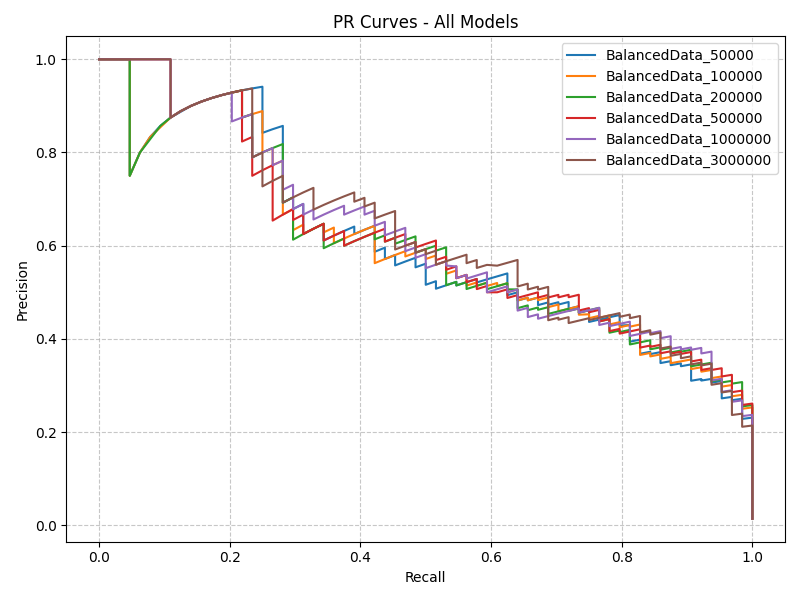 PR Curves - All Models
BalancedData_50000
BalancedData_100000
BalancedData_200000
BalancedData_500000
BalancedData_1000000
BalancedData_3000000
Precision
1.0
0.8
0.6
0.4
0.2
0.0
0.0 0.2 0.4 0.6 0.8 1.0
Recall